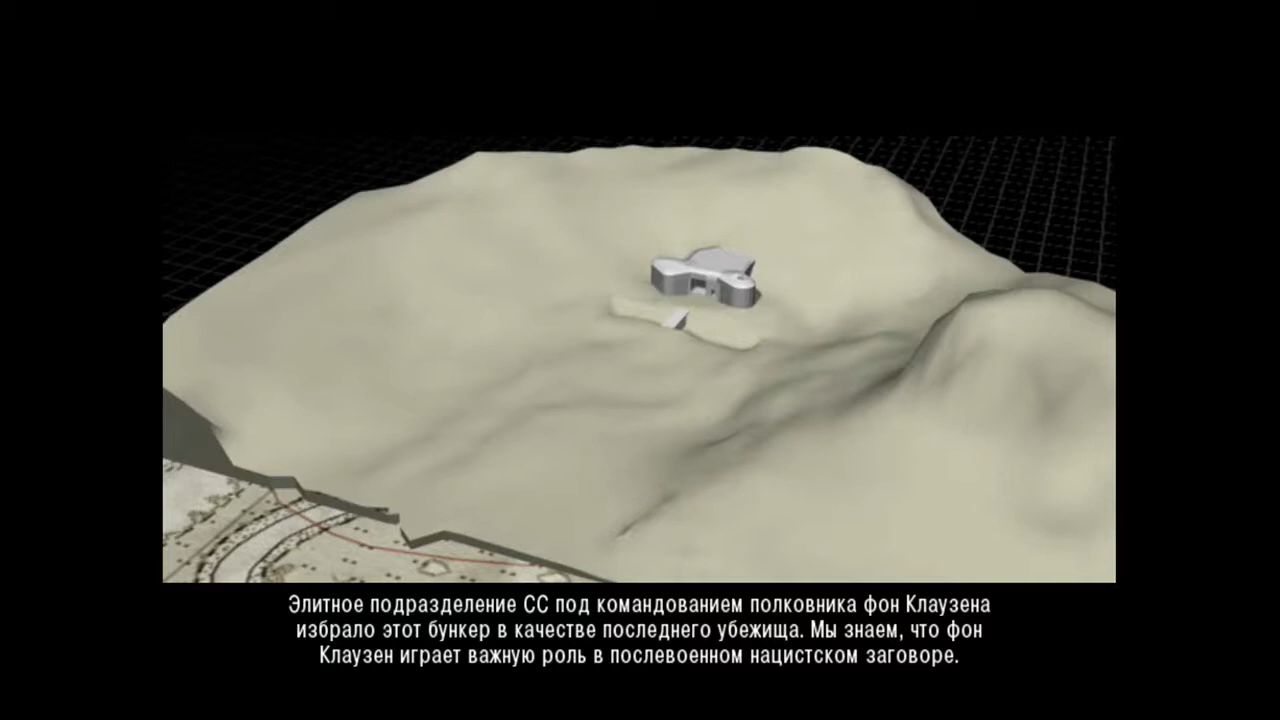 Элитное подразделение СС под командованием полковника фон Клаузена
избрало этот бункер в качестве последнего убежища. Мы знаем, что фон
Клаузен играет важную роль в послевоенном нацистском заговоре.